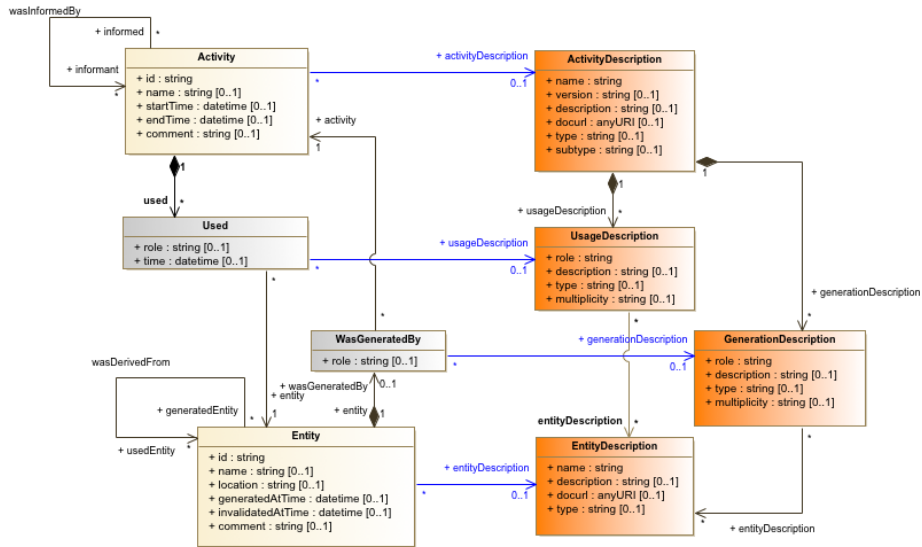 wasInformedBy
+ informed
*
+ informant
*
Activity
+ id : string
+ name : string [0..1]
+ startTime : datetime [0..1]
+ endTime : datetime [0..1]
+ comment : string [0..1]
*
+ activityDescription
0..1
ActivityDescription
+ name : string
+ version : string [0..1]
+ description : string [0..1]
+ docurl : anyURI [0..1]
+ type : string [0..1]
+ subtype : string [0..1]
+ activity
1
1
used
*
1
+ usageDescription
*
1
+ generationDescription
*
Used
+ role : string [0..1]
+ time : datetime [0..1]
*
+ usageDescription
0..1
UsageDescription
+ role : string
+ description : string [0..1]
+ type : string [0..1]
+ multiplicity : string [0..1]
*
*
*
WasGeneratedBy
+ role : string [0..1]
*
+ generationDescription
0..1
GenerationDescription
+ role : string
+ description : string [0..1]
+ type : string [0..1]
+ multiplicity : string [0..1]
*
wasDerivedFrom
+ generatedEntity
*
+ usedEntity
*
+ wasGeneratedBy
0..1
+ entity
1
+ entity
1
entityDescription
*
Entity
+ id : string
+ name : string [0..1]
+ location : string [0..1]
+ generatedAtTime : datetime [0..1]
+ invalidatedAtTime : datetime [0..1]
+ comment : string [0..1]
+ entityDescription
*
0..1
EntityDescription
+ name : string
+ description : string [0..1]
+ docurl : anyURI [0..1]
+ type : string [0..1]
*
+ entityDescription